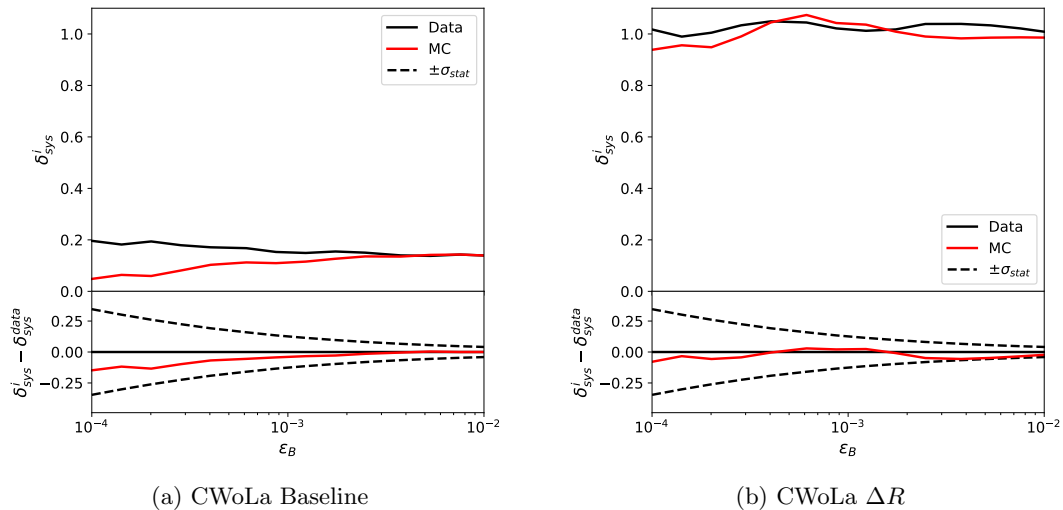 1.0
0.8
0.6
0.4
0.2
0.0
δ^i_sys
Data
MC
±σ_stat
0.25
0.00
−0.25
δ^i_sys − δ^data_sys
10^−4
10^−3
10^−2
ε_B
(a) CWoLa Baseline
1.0
0.8
0.6
0.4
0.2
0.0
δ^i_sys
Data
MC
±σ_stat
0.25
0.00
−0.25
δ^i_sys − δ^data_sys
10^−4
10^−3
10^−2
ε_B
(b) CWoLa ΔR